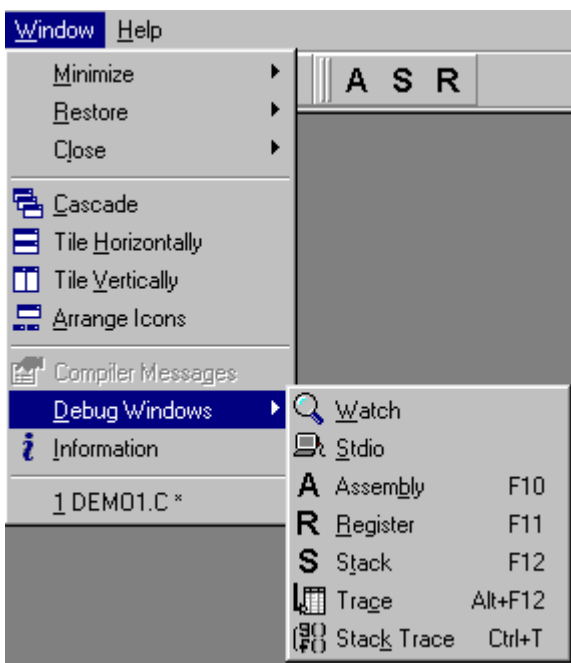 Window Help
Minimize
A S R
Restore
Close
Cascade
Tile Horizontally
Tile Vertically
Arrange Icons
Compiler Messages
Debug Windows
Information
1 DEMO1.C *
Watch
Stdio
A Assembly F10
R Register F11
S Stack F12
Trace Alt+F12
Stack Trace Ctrl+T